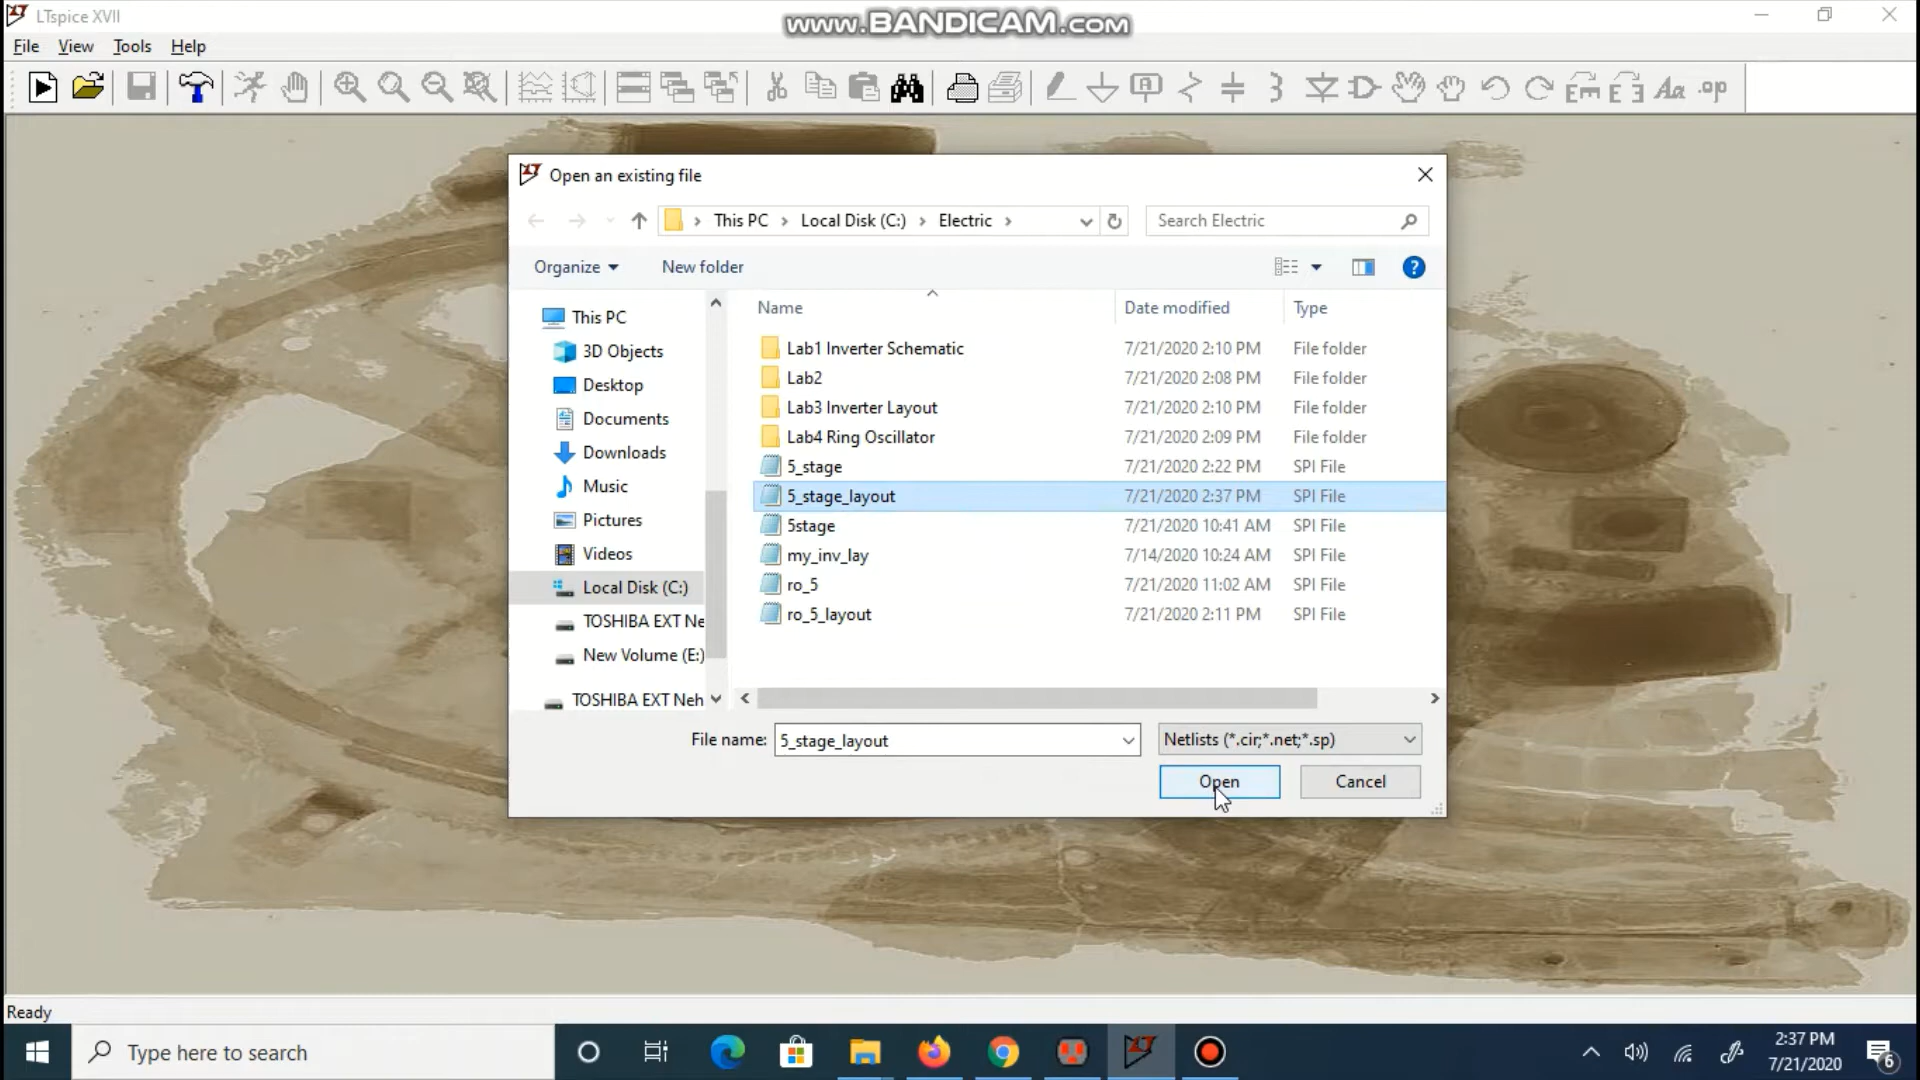 LTspice XVII
www.BANDICAM.com
File View Tools Help
Open an existing file
This PC Local Disk (C:) Electric
Search Electric
Organize New folder
Name Date modified Type
This PC
3D Objects
Desktop
Documents
Downloads
Music
Pictures
Videos
Local Disk (C:)
TOSHIBA EXT Ne
New Volume (E:)
TOSHIBA EXT Neh
Lab1 Inverter Schematic 7/21/2020 2:10 PM File folder
Lab2 7/21/2020 2:08 PM File folder
Lab3 Inverter Layout 7/21/2020 2:10 PM File folder
Lab4 Ring Oscillator 7/21/2020 2:09 PM File folder
5_stage 7/21/2020 2:22 PM SPI File
5_stage_layout 7/21/2020 2:37 PM SPI File
5stage 7/21/2020 10:41 AM SPI File
my_inv_lay 7/14/2020 10:24 AM SPI File
ro_5 7/21/2020 11:02 AM SPI File
ro_5_layout 7/21/2020 2:11 PM SPI File
File name: 5_stage_layout Netlists (*.cir;*.net;*.sp)
Open Cancel
Ready
Type here to search
2:37 PM
7/21/2020
6
Aa .op